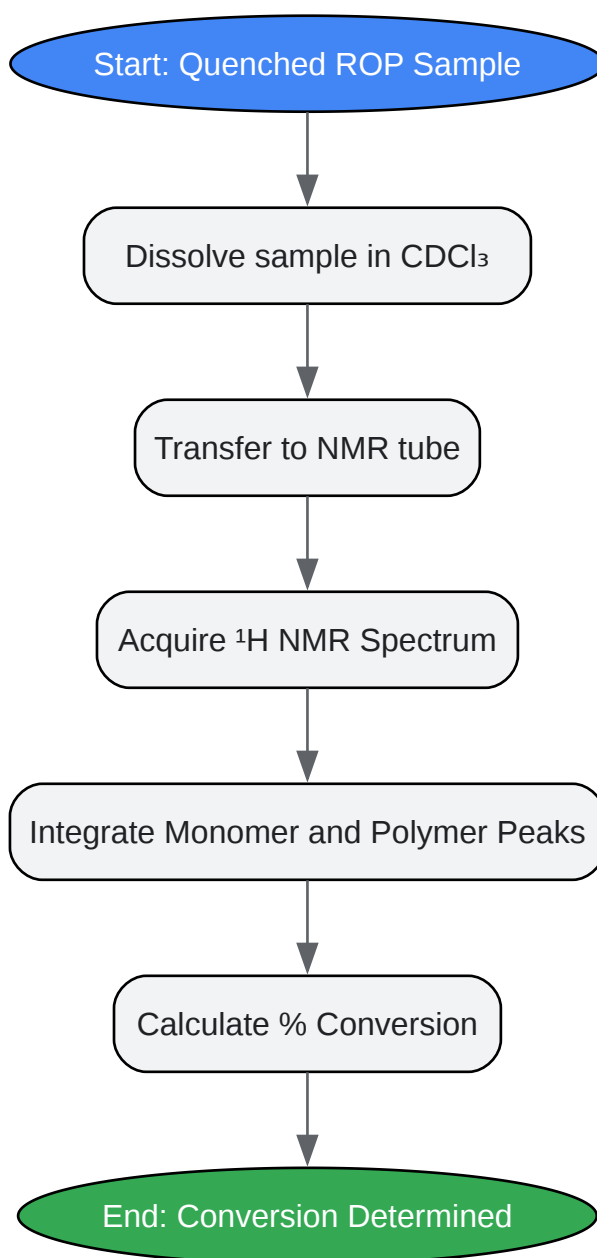 Start: Quenched ROP Sample
Dissolve sample in CDCl₃
Transfer to NMR tube
Acquire ¹H NMR Spectrum
Integrate Monomer and Polymer Peaks
Calculate % Conversion
End: Conversion Determined